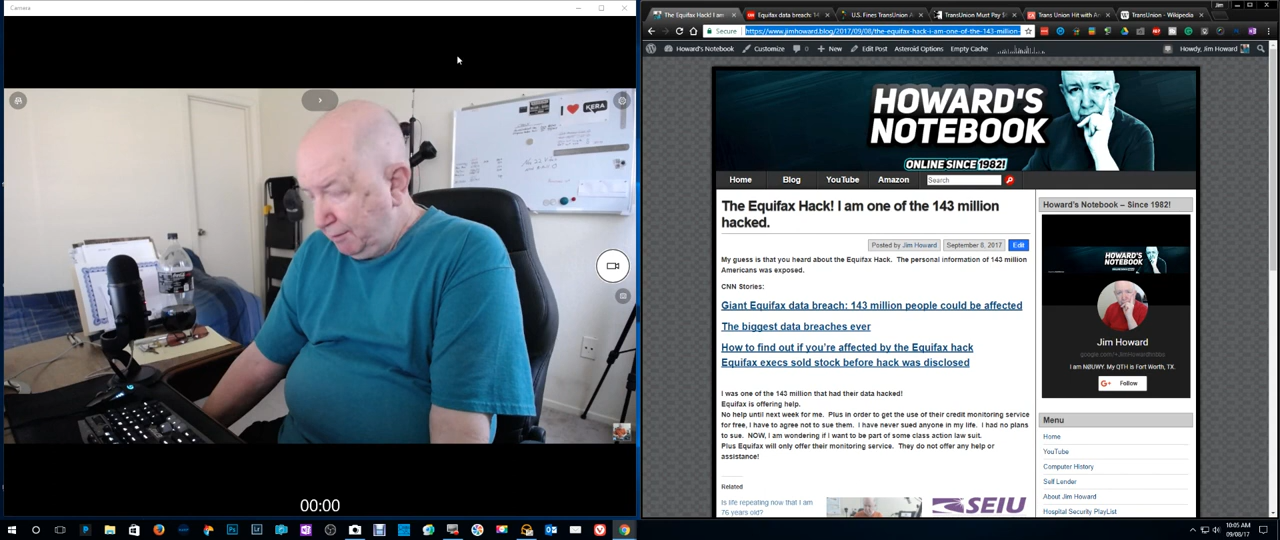 Camera
KERA
00:00
Jim
The Equifax Hack! I am
Equifax data breach: 14
U.S. Fines TransUnion A
TransUnion Must Pay $
Trans Union Hit with A
TransUnion - Wikipedia
Secure
https://www.jimhoward.blog/2017/09/08/the-equifax-hack-i-am-one-of-the-143-million-
Howard's Notebook
Customize
0
New
Edit Post
Asteroid Options
Empty Cache
Howdy, Jim Howard
HOWARD'S
NOTEBOOK
ONLINE SINCE 1982!
Home
Blog
YouTube
Amazon
Search
The Equifax Hack! I am one of the 143 million
hacked.
Posted by Jim Howard
September 8, 2017
Edit
My guess is that you heard about the Equifax Hack. The personal information of 143 million
Americans was exposed.
CNN Stories:
Giant Equifax data breach: 143 million people could be affected
The biggest data breaches ever
How to find out if you're affected by the Equifax hack
Equifax execs sold stock before hack was disclosed
I was one of the 143 million that had their data hacked!
Equifax is offering help.
No help until next week for me. Plus in order to get the use of their credit monitoring service
for free, I have to agree not to sue them. I have never sued anyone in my life. I had no plans
to sue. NOW, I am wondering if I want to be part of some class action law suit.
Plus Equifax will only offer their monitoring service. They do not offer any help or
assistance!
Related
Is life repeating now that I am
76 years old?
SEIU
Howard's Notebook – Since 1982!
HOWARD'S
NOTEBOOK
Jim Howard
I am N0UWY. My QTH is Fort Worth, TX.
G+ Follow
Menu
Home
YouTube
Computer History
Self Lender
About Jim Howard
Hospital Security PlayList
10:05 AM
09/08/17